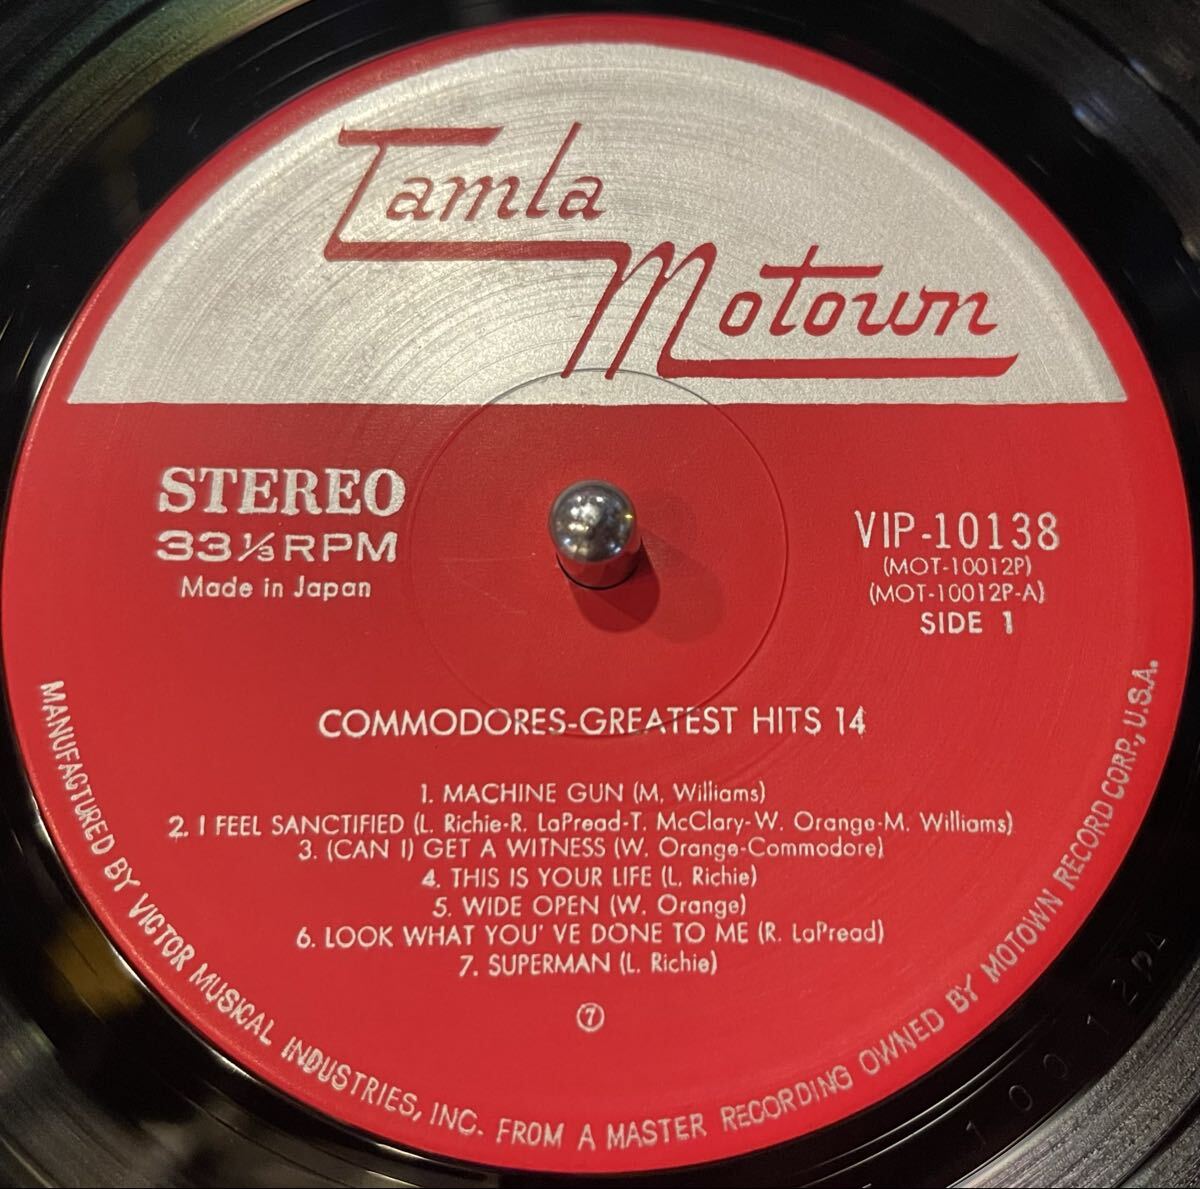 Tamla
Motown
STEREO
33⅓RPM
Made in Japan
VIP-10138
(MOT-10012P)
(MOT-10012P-A)
SIDE 1
COMMODORES-GREATEST HITS 14
1. MACHINE GUN (M. Williams)
2. I FEEL SANCTIFIED (L. Richie-R. LaPread-T. McClary-W. Orange-M. Williams)
3. (CAN I) GET A WITNESS (W. Orange-Commodore)
4. THIS IS YOUR LIFE (L. Richie)
5. WIDE OPEN (W. Orange)
6. LOOK WHAT YOU' VE DONE TO ME (R. LaPread)
7. SUPERMAN (L. Richie)
⑦
MANUFACTURED BY VICTOR MUSICAL INDUSTRIES, INC. FROM A MASTER RECORDING OWNED BY MOTOWN RECORD CORP., U.S.A.